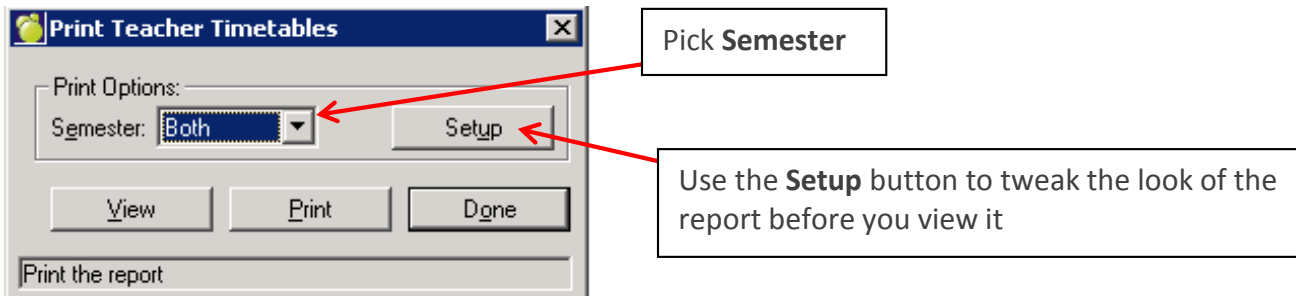 Print Teacher Timetables
Pick Semester
Print Options:
Semester: Both
Setup
Use the Setup button to tweak the look of the
report before you view it
View Print Done
Print the report